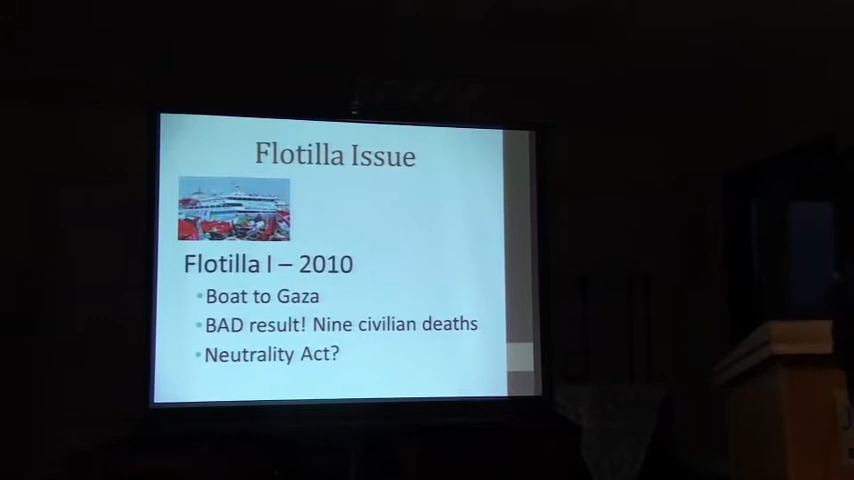 Flotilla Issue
Flotilla I – 2010
•Boat to Gaza
•BAD result! Nine civilian deaths
•Neutrality Act?